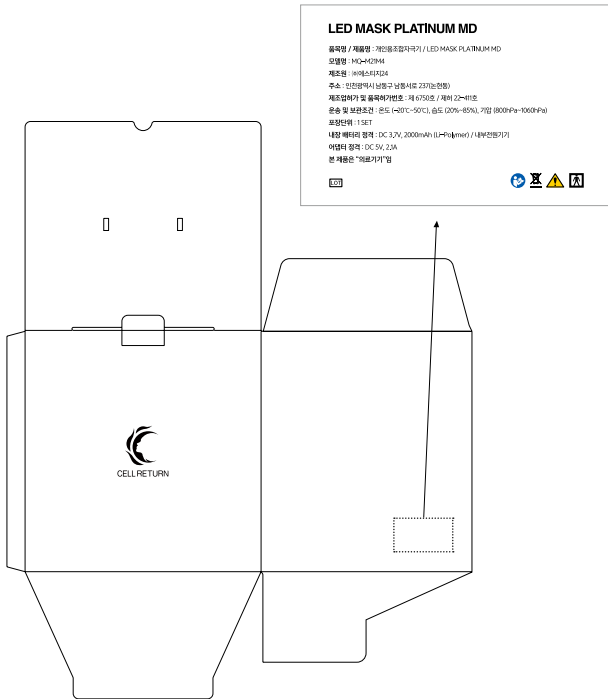 LED MASK PLATINUM MD
품목명 / 제품명 : 개인용조합자극기 / LED MASK PLATINUM MD
모델명 : MQ-M21M4
제조원 : ㈜에스티지24
주소 : 인천광역시 남동구 남동서로 237(논현동)
제조업허가 및 품목허가번호 : 제 6750호 / 제허 22-411호
운송 및 보관조건 : 온도 (-20℃~50℃), 습도 (20%~85%), 기압 (800hPa~1060hPa)
포장단위 : 1 SET
내장 배터리 정격 : DC 3.7V, 2000mAh (Li-Polymer) / 내부전원기기
어댑터 정격 : DC 5V, 2.1A
본 제품은 "의료기기"임
LOT
CELLRETURN